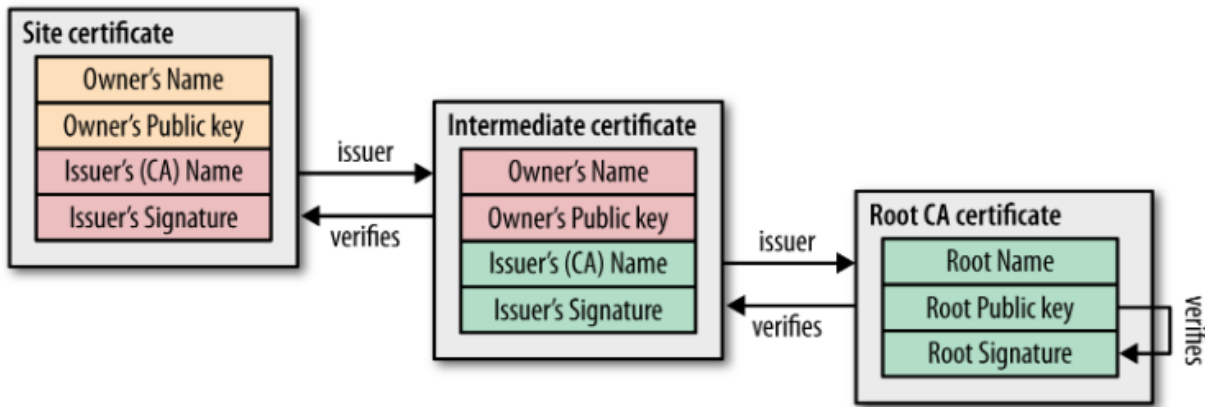 Site certificate
Owner's Name
Owner's Public key
Issuer's (CA) Name
Issuer's Signature
issuer
verifies
Intermediate certificate
Owner's Name
Owner's Public key
Issuer's (CA) Name
Issuer's Signature
issuer
verifies
Root CA certificate
Root Name
Root Public key
Root Signature
verifies